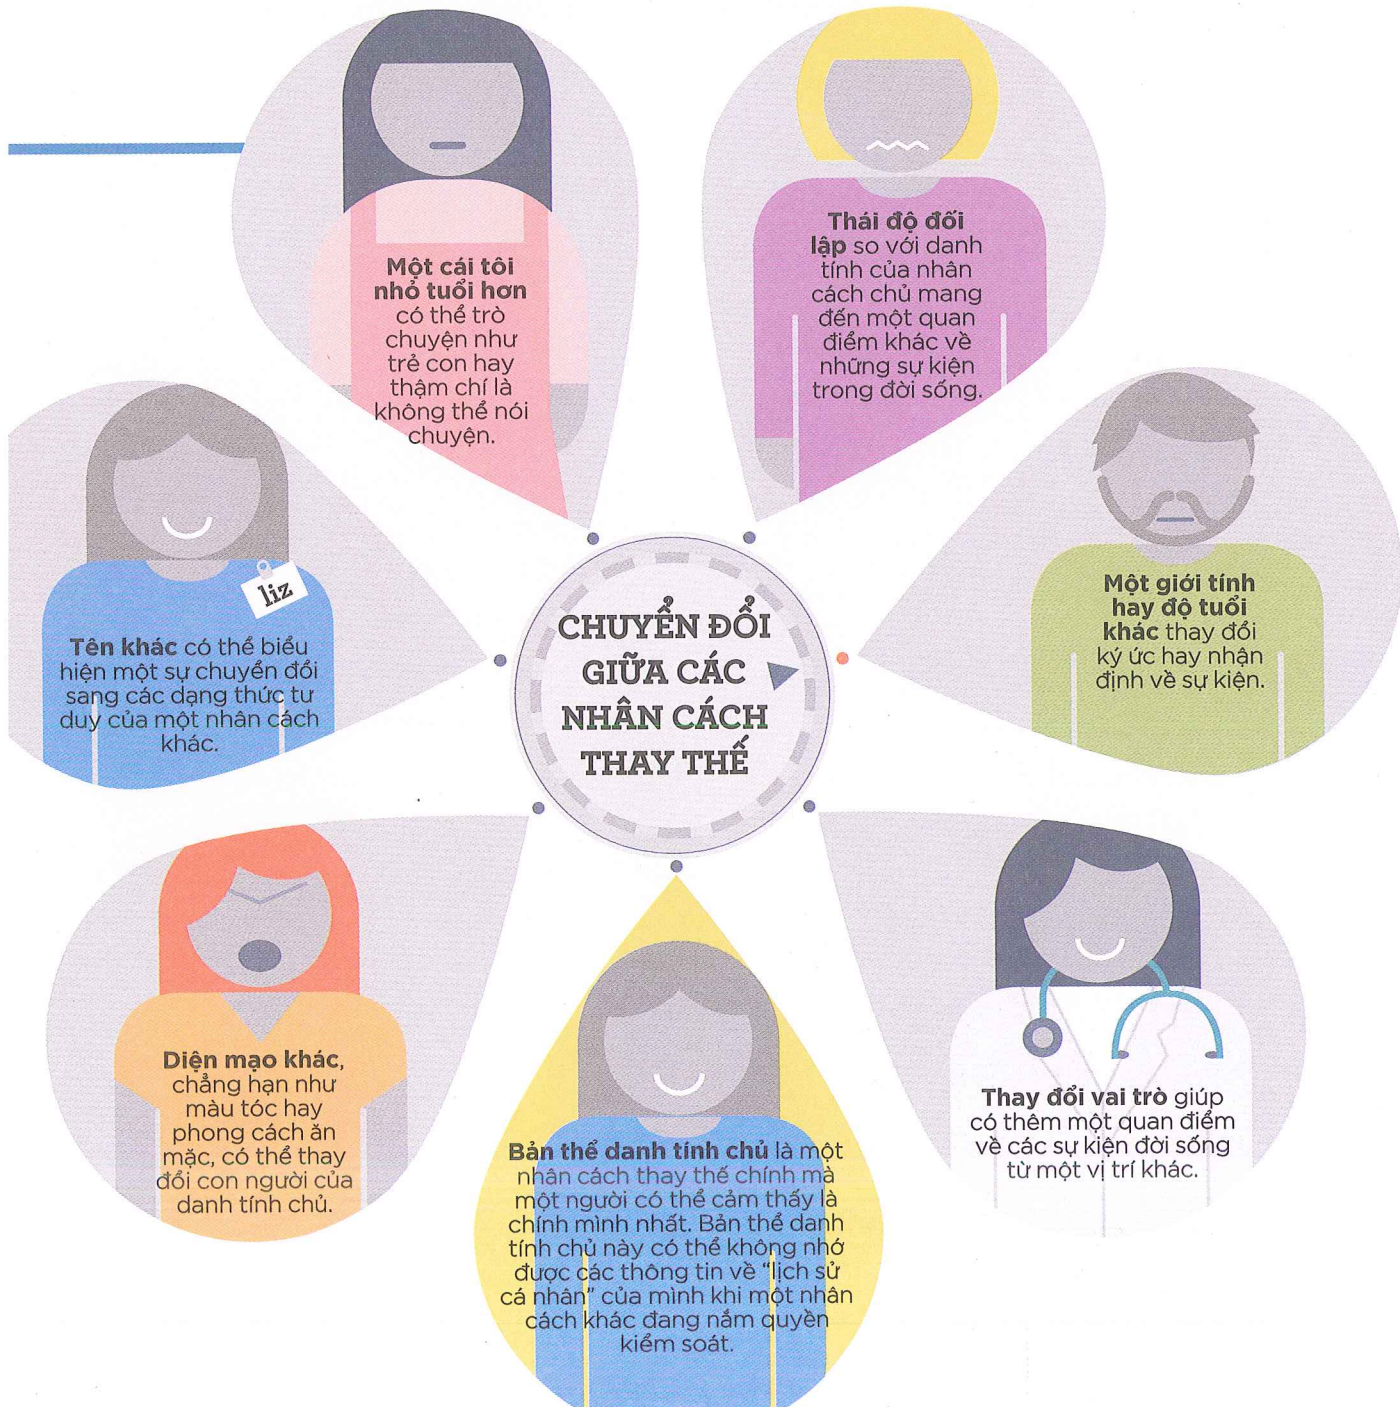 Một cái tôi
nhỏ tuổi hơn
có thể trò
chuyện như
trẻ con hay
thậm chí là
không thể nói
chuyện.
Thái độ đối
lập so với danh
tính của nhân
cách chủ mang
đến một quan
điểm khác về
những sự kiện
trong đời sống.
liz
Tên khác có thể biểu
hiện một sự chuyển đổi
sang các dạng thức tư
duy của một nhân cách
khác.
CHUYỂN ĐỔI
GIỮA CÁC
NHÂN CÁCH
THAY THẾ
Một giới tính
hay độ tuổi
khác thay đổi
ký ức hay nhận
định về sự kiện.
Diện mạo khác,
chẳng hạn như
màu tóc hay
phong cách ăn
mặc, có thể thay
đổi con người của
danh tính chủ.
Bản thể danh tính chủ là một
nhân cách thay thế chính mà
một người có thể cảm thấy là
chính mình nhất. Bản thể danh
tính chủ này có thể không nhớ
được các thông tin về “lịch sử
cá nhân” của mình khi một nhân
cách khác đang nắm quyền
kiểm soát.
Thay đổi vai trò giúp
có thêm một quan điểm
về các sự kiện đời sống
từ một vị trí khác.